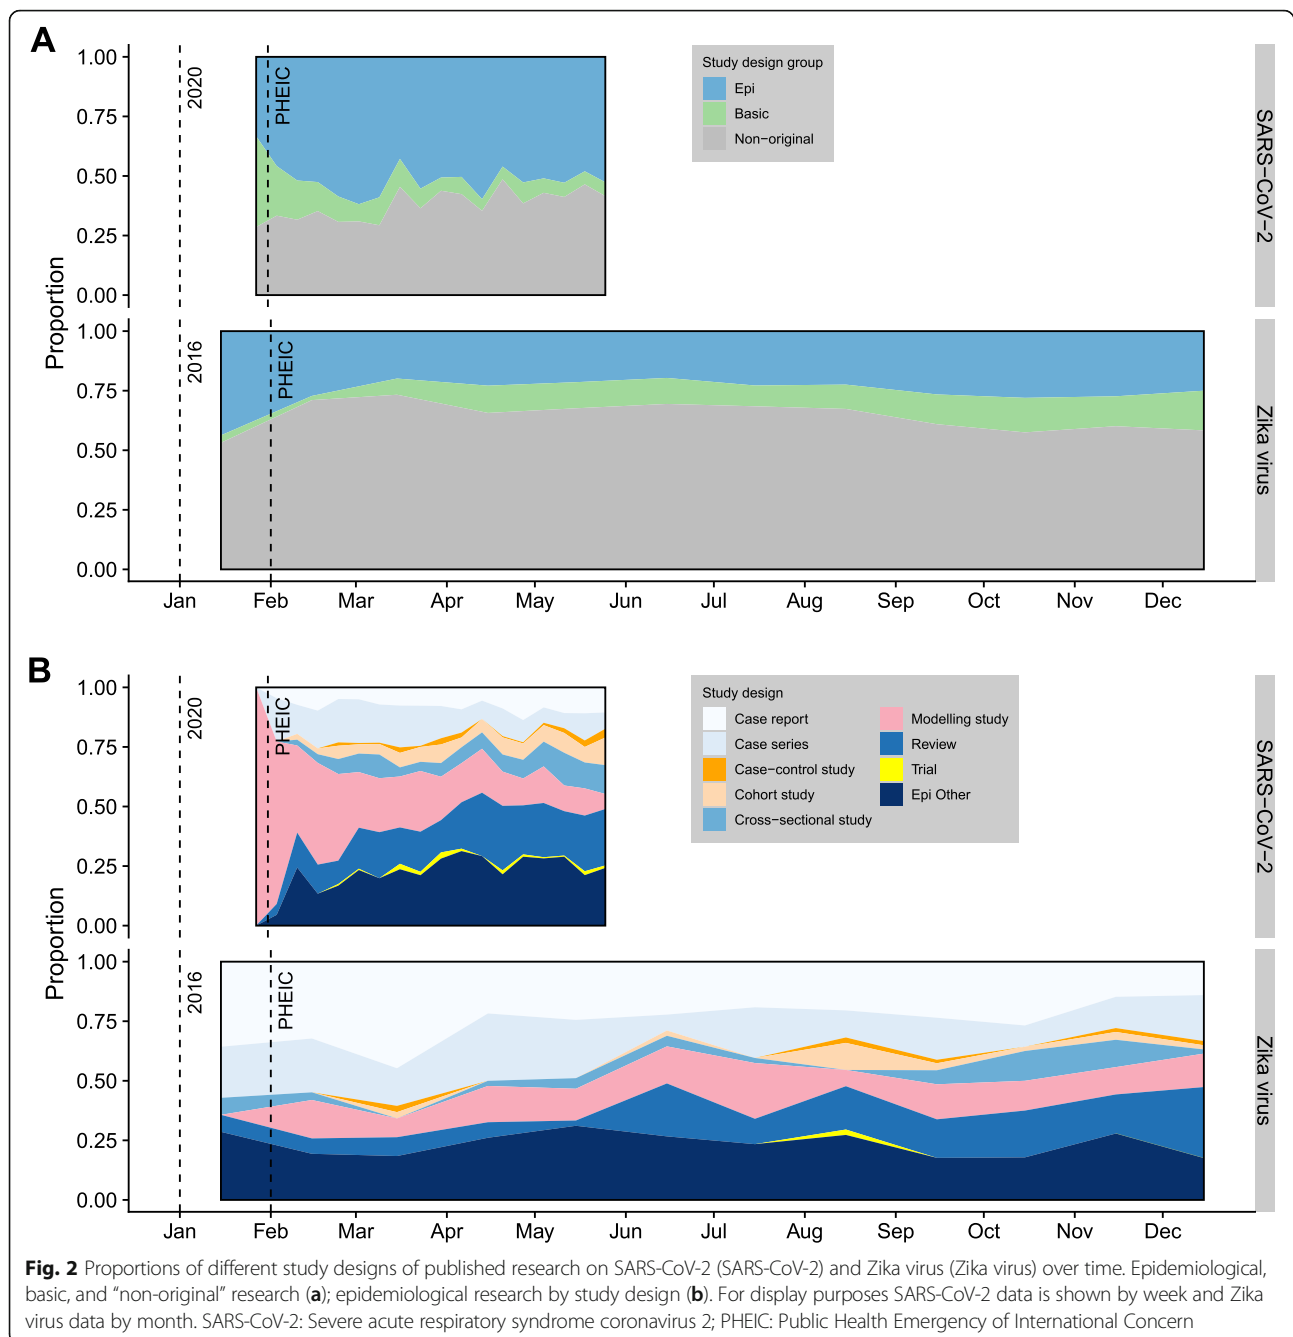 A
Proportion
1.00
0.75
0.50
0.25
0.00
2020
PHEIC
Study design group
Epi
Basic
Non-original
SARS-CoV-2
1.00
0.75
0.50
0.25
0.00
2016
PHEIC
Zika virus
Jan Feb Mar Apr May Jun Jul Aug Sep Oct Nov Dec
B
Proportion
1.00
0.75
0.50
0.25
0.00
2020
PHEIC
Study design
Case report
Case series
Case-control study
Cohort study
Cross-sectional study
Modelling study
Review
Trial
Epi Other
SARS-CoV-2
1.00
0.75
0.50
0.25
0.00
2016
PHEIC
Zika virus
Jan Feb Mar Apr May Jun Jul Aug Sep Oct Nov Dec
Fig. 2 Proportions of different study designs of published research on SARS-CoV-2 (SARS-CoV-2) and Zika virus (Zika virus) over time. Epidemiological,
basic, and “non-original” research (a); epidemiological research by study design (b). For display purposes SARS-CoV-2 data is shown by week and Zika
virus data by month. SARS-CoV-2: Severe acute respiratory syndrome coronavirus 2; PHEIC: Public Health Emergency of International Concern